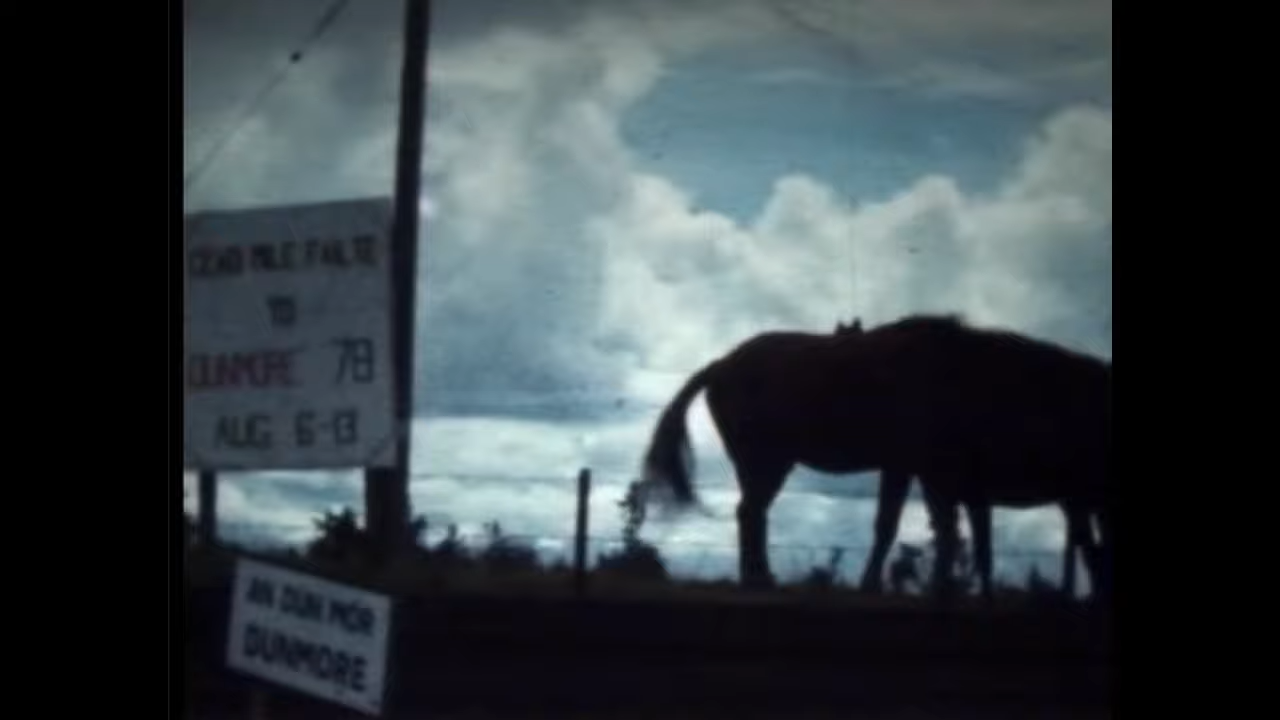 CEAD MILE FAILTE
TO
DUNMORE 78
AUG 6-13
AN DUN MOR
DUNMORE